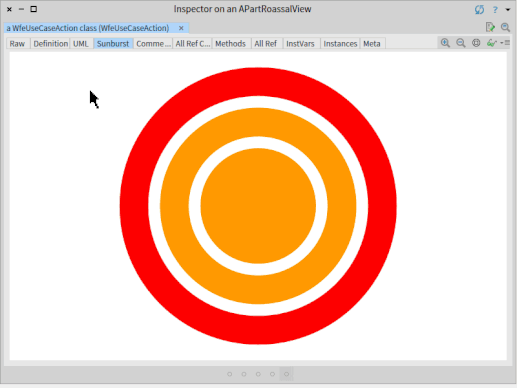 Inspector on an APartRoassalView
a WfeUseCaseAction class (WfeUseCaseAction) ×
Raw Definition UML Sunburst Comme ... All Ref C... Methods All Ref InstVars Instances Meta